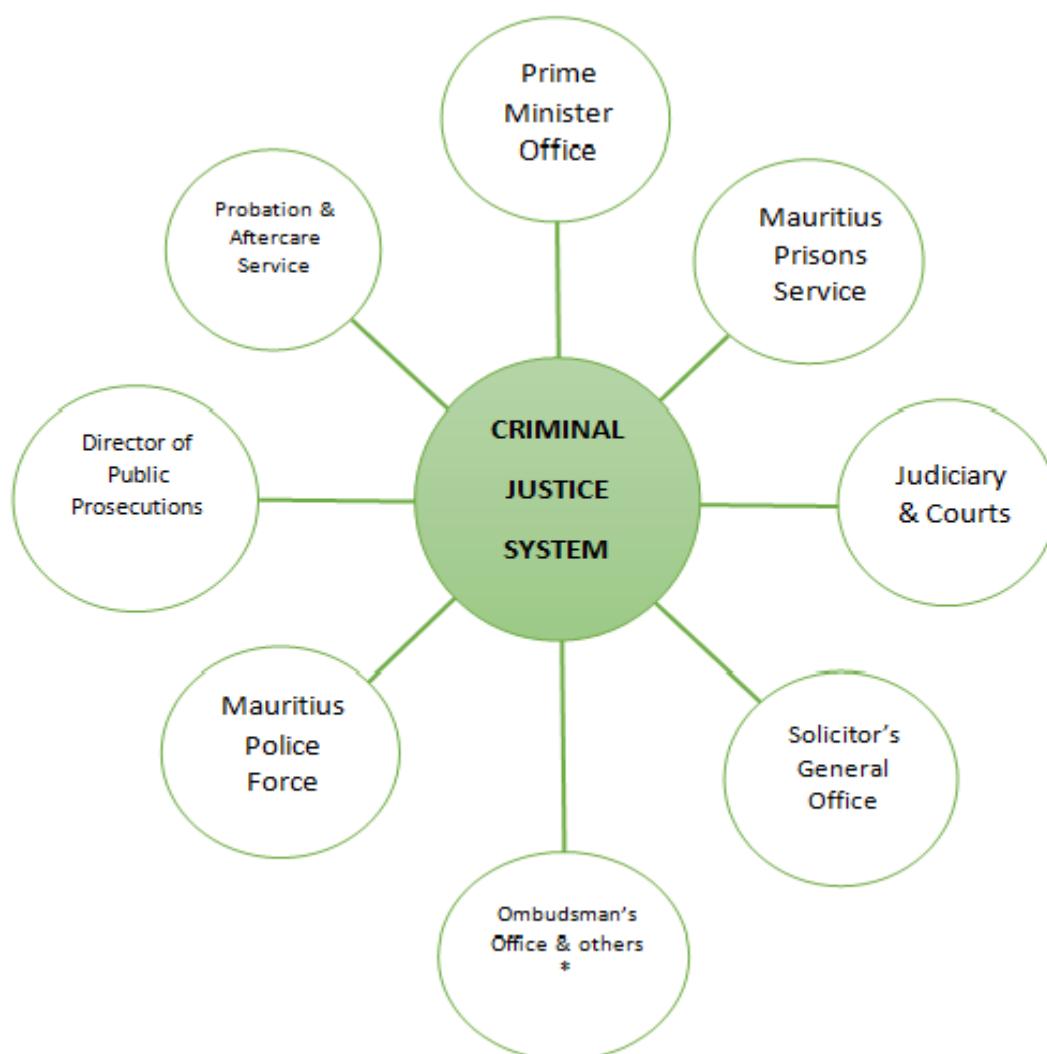 Prime
Minister
Office
Mauritius
Prisons
Service
Judiciary
& Courts
Solicitor’s
General
Office
Ombudsman’s
Office & others
*
Mauritius
Police
Force
Director of
Public
Prosecutions
Probation &
Aftercare
Service
CRIMINAL
JUSTICE
SYSTEM